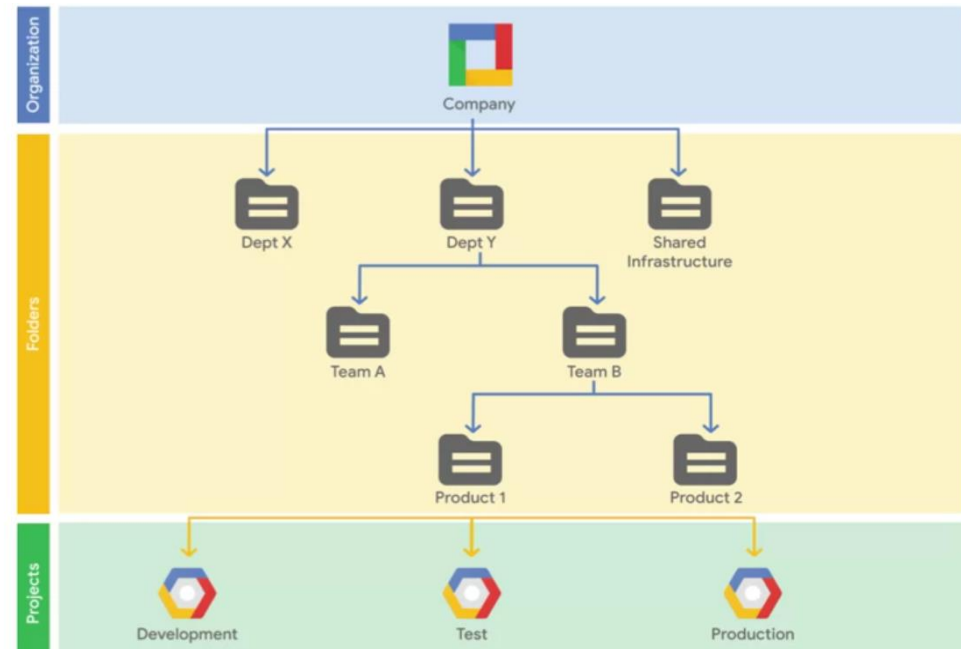 Organization
Company
Folders
Dept X
Dept Y
Shared
Infrastructure
Team A
Team B
Product 1
Product 2
Projects
Development
Test
Production